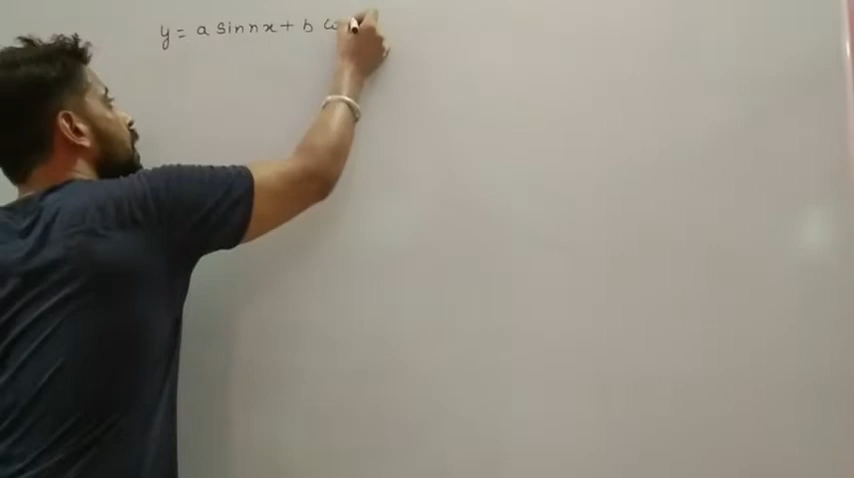 y = a sin nx + b co